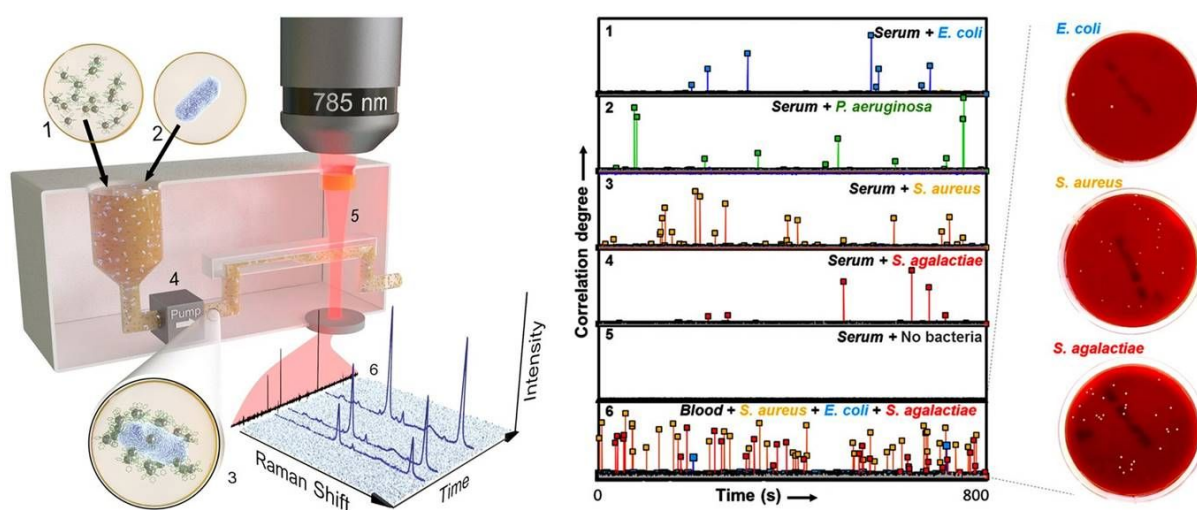 1
2
785 nm
5
4
Pump
3
6
Raman Shift
Time
Intensity
Correlation degree
1
Serum + E. coli
2
Serum + P. aeruginosa
3
Serum + S. aureus
4
Serum + S. agalactiae
5
Serum + No bacteria
6
Blood + S. aureus + E. coli + S. agalactiae
0
Time (s)
800
E. coli
S. aureus
S. agalactiae